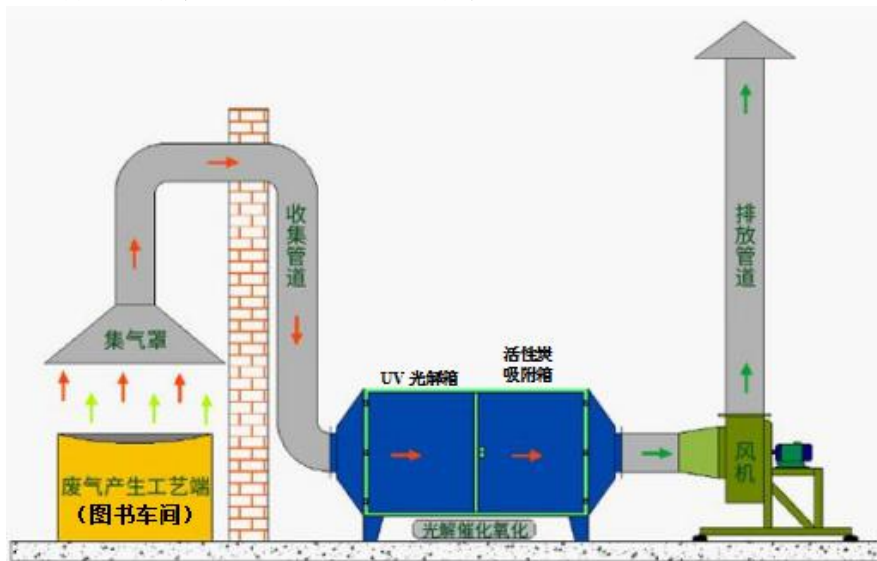 收集管道
排放管道
集气罩
UV 光解箱
活性炭
吸附箱
废气产生工艺端
（图书车间）
风机
光解催化氧化